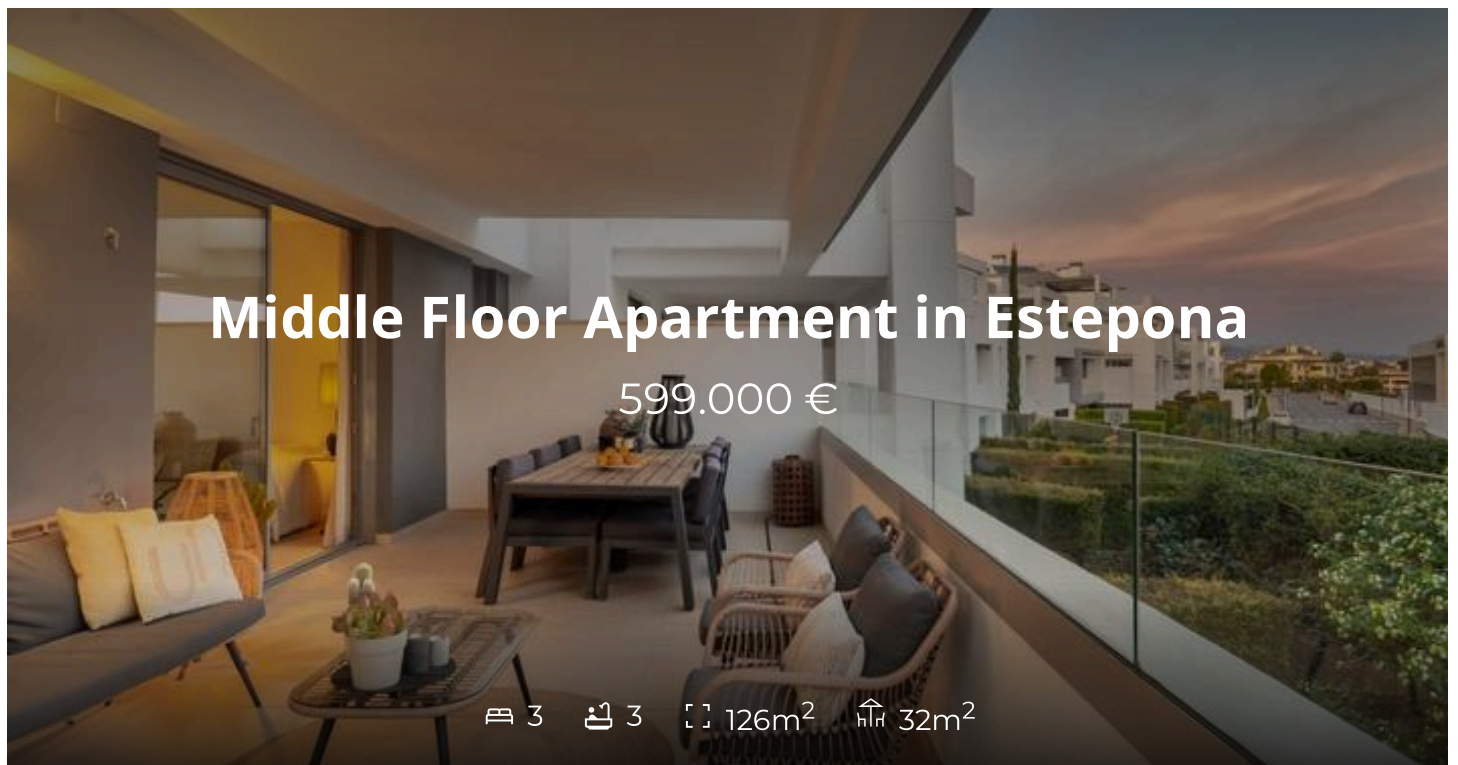 Middle Floor Apartment in Estepona
599.000 €
3 3 126m² 32m²